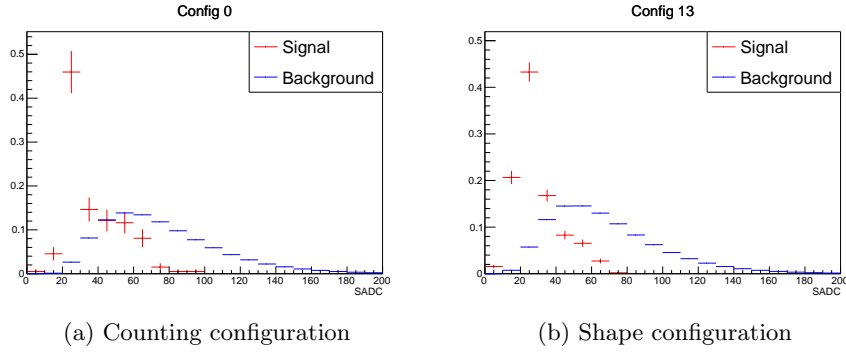 Config 0
0.5
0.4
0.3
0.2
0.1
0
0 20 40 60 80 100 120 140 160 180 200
SADC
Signal
Background
(a) Counting configuration
Config 13
0.5
0.4
0.3
0.2
0.1
0
0 20 40 60 80 100 120 140 160 180 200
SADC
Signal
Background
(b) Shape configuration